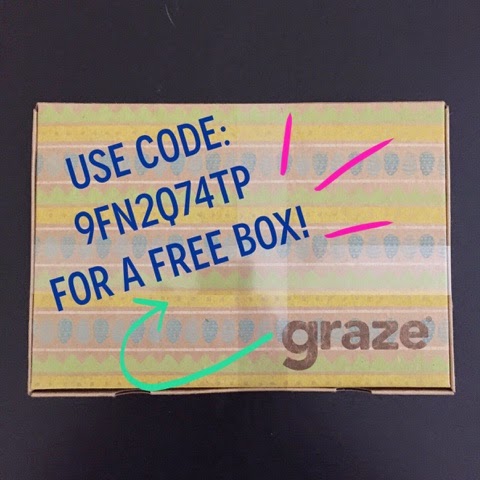 USE CODE:
9FN2Q74TP
FOR A FREE BOX!
graze